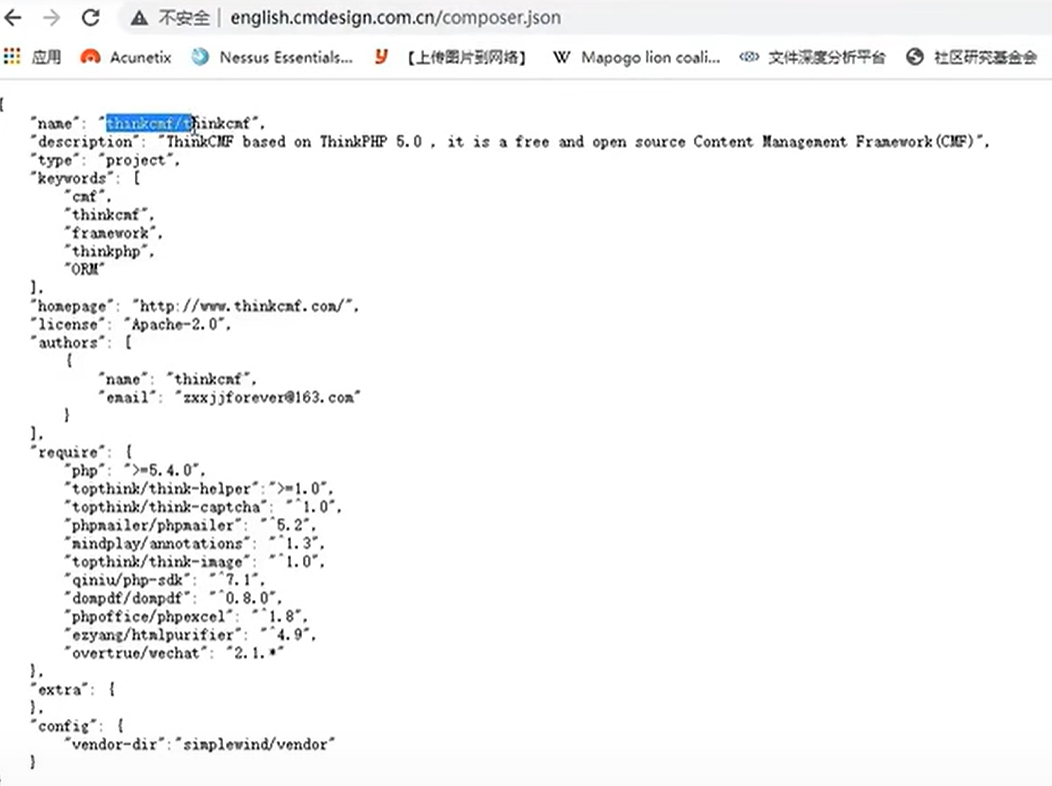 不安全 | english.cmdesign.com.cn/composer.json
应用 Acunetix Nessus Essentials... 【上传图片到网络】 W Mapogo lion coali... 文件深度分析平台 社区研究基金会
{
"name": "thinkcmf/thinkcmf",
"description": "ThinkCMF based on ThinkPHP 5.0 , it is a free and open source Content Management Framework(CMF)",
"type": "project",
"keywords": [
"cmf",
"thinkcmf",
"framework",
"thinkphp",
"ORM"
],
"homepage": "http://www.thinkcmf.com/",
"license": "Apache-2.0",
"authors": [
{
"name": "thinkcmf",
"email": "zxxjjforever@163.com"
}
],
"require": {
"php": ">=5.4.0",
"topthink/think-helper":">=1.0",
"topthink/think-captcha": "^1.0",
"phpmailer/phpmailer": "^5.2",
"mindplay/annotations": "^1.3",
"topthink/think-image": "^1.0",
"qiniu/php-sdk": "^7.1",
"dompdf/dompdf": "^0.8.0",
"phpoffice/phpexcel": "^1.8",
"ezyang/htmlpurifier": "^4.9",
"overtrue/wechat": "2.1.*"
},
"extra": {
},
"config": {
"vendor-dir":"simplewind/vendor"
}